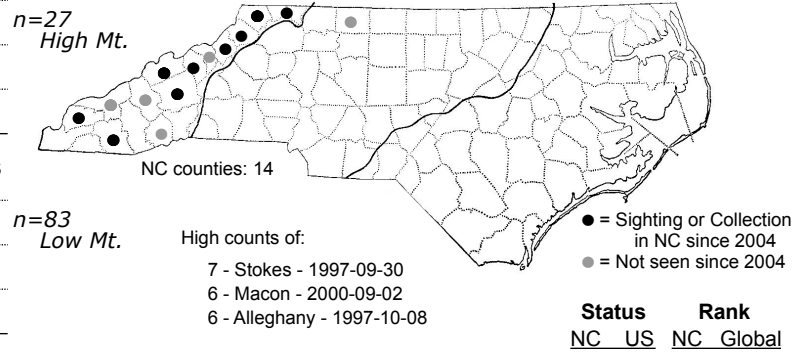 n=27
High Mt.
NC counties: 14
n=83
Low Mt.
High counts of:
7 - Stokes - 1997-09-30
6 - Macon - 2000-09-02
6 - Alleghany - 1997-10-08
= Sighting or Collection
in NC since 2004
= Not seen since 2004
Status Rank
NC US NC Global